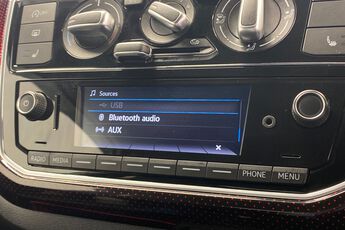 Sources
USB
Bluetooth audio
AUX
RADIO MEDIA PHONE MENU